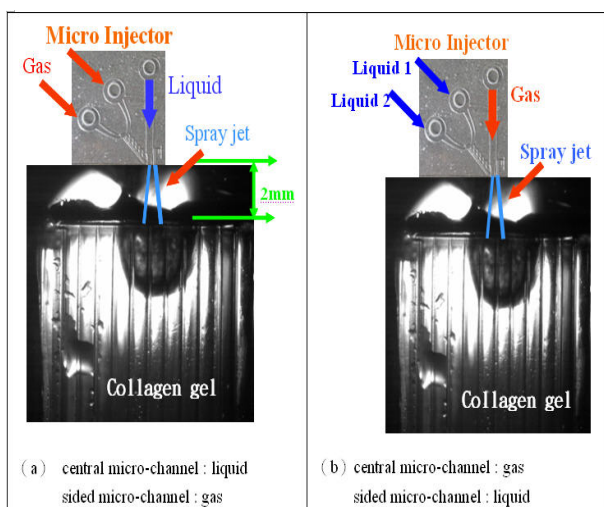 Micro Injector
Gas
Liquid
Spray jet
2mm
Collagen gel
(a) central micro-channel : liquid
sided micro-channel : gas
Micro Injector
Liquid 1
Liquid 2
Gas
Spray jet
Collagen gel
(b) central micro-channel : gas
sided micro-channel : liquid